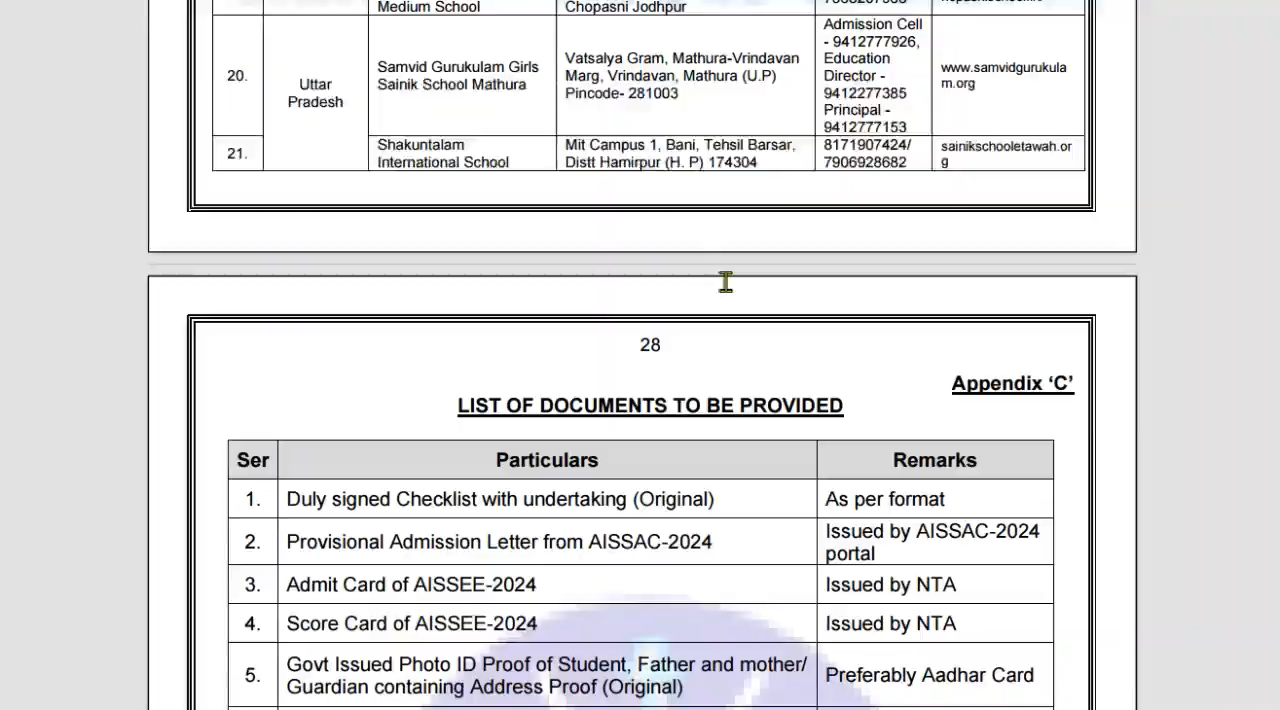 Medium School
Chopasni Jodhpur
20.
Uttar
Pradesh
Samvid Gurukulam Girls
Sainik School Mathura
Vatsalya Gram, Mathura-Vrindavan
Marg, Vrindavan, Mathura (U.P)
Pincode- 281003
Admission Cell
- 9412777926,
Education
Director -
9412277385
Principal -
9412777153
www.samvidgurukula
m.org
21.
Shakuntalam
International School
Mit Campus 1, Bani, Tehsil Barsar,
Distt Hamirpur (H. P) 174304
8171907424/
7906928682
sainikschooletawah.or
g
28
Appendix ‘C’
LIST OF DOCUMENTS TO BE PROVIDED
Ser
Particulars
Remarks
1.
Duly signed Checklist with undertaking (Original)
As per format
2.
Provisional Admission Letter from AISSAC-2024
Issued by AISSAC-2024
portal
3.
Admit Card of AISSEE-2024
Issued by NTA
4.
Score Card of AISSEE-2024
Issued by NTA
5.
Govt Issued Photo ID Proof of Student, Father and mother/
Guardian containing Address Proof (Original)
Preferably Aadhar Card